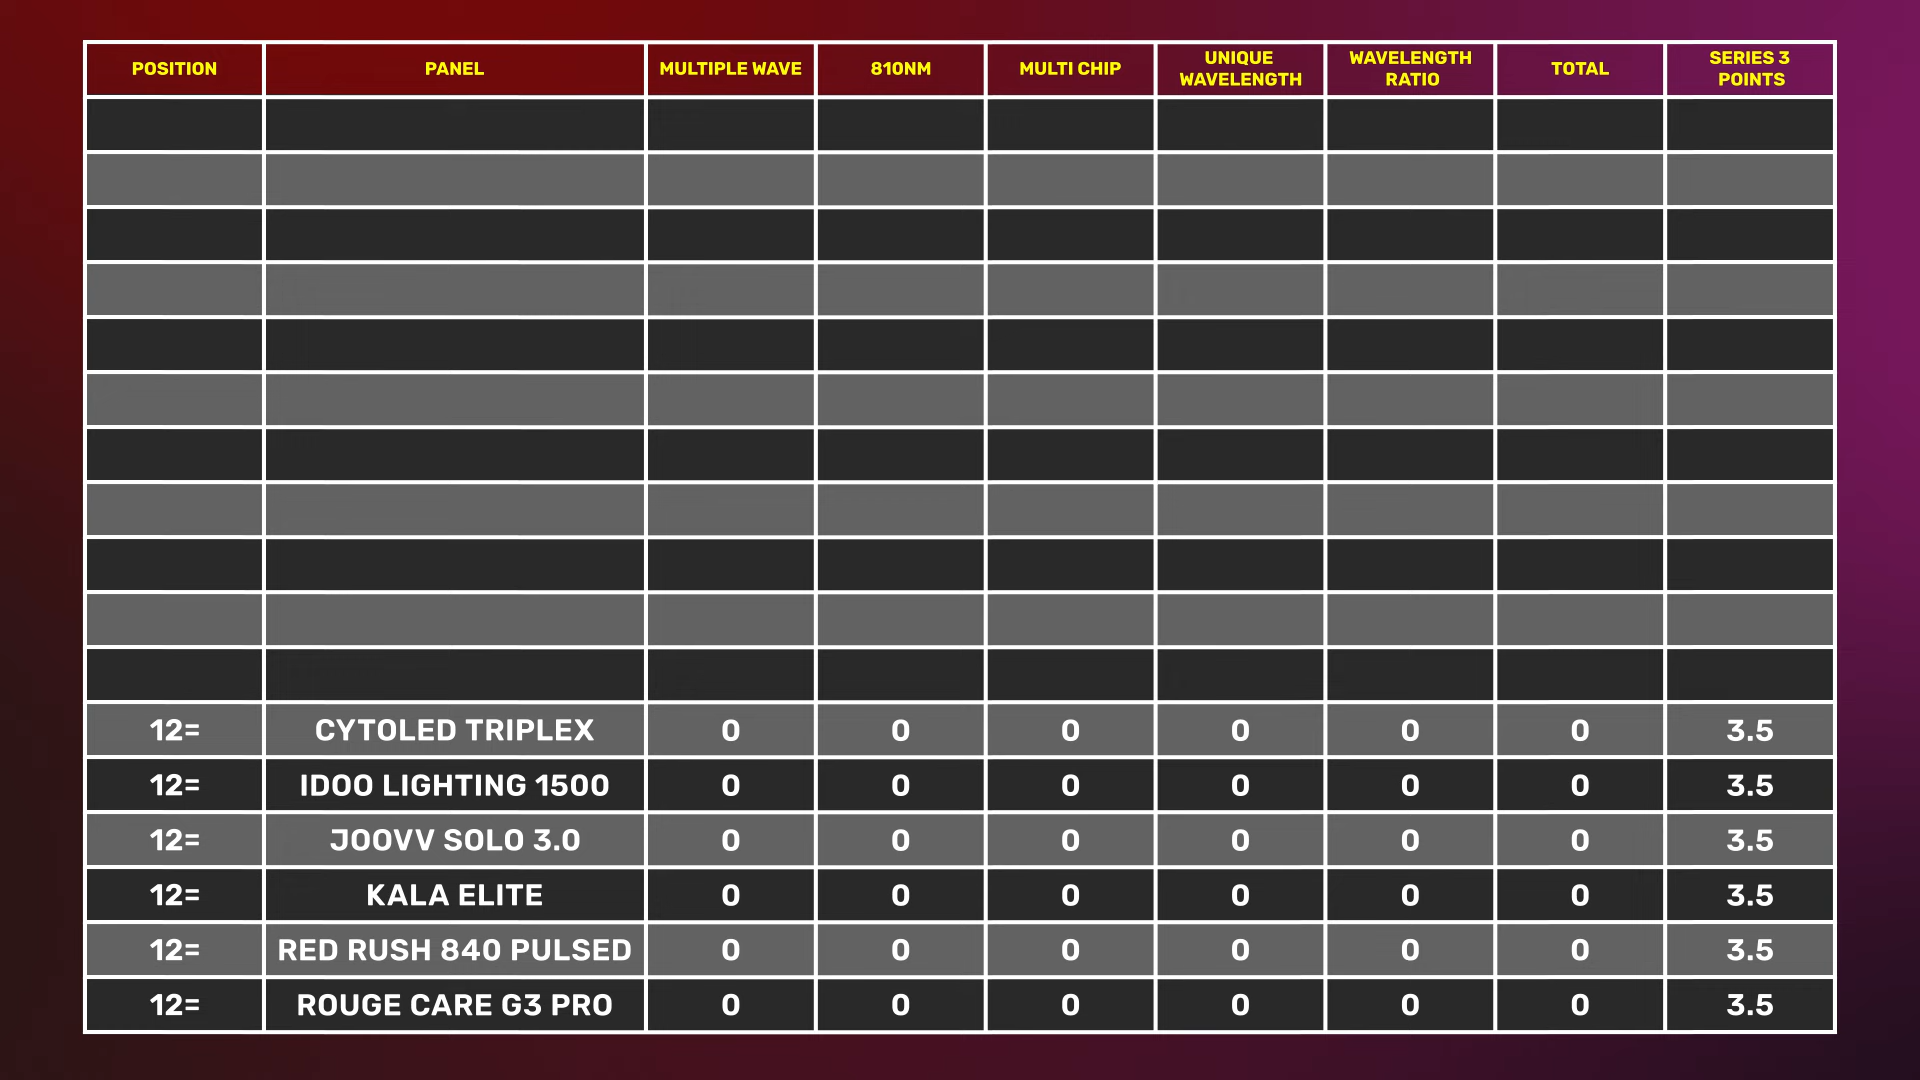 POSITION PANEL MULTIPLE WAVE 810NM MULTI CHIP UNIQUE WAVELENGTH WAVELENGTH RATIO TOTAL SERIES 3 POINTS
12= CYTOLED TRIPLEX 0 0 0 0 0 0 3.5
12= IDOO LIGHTING 1500 0 0 0 0 0 0 3.5
12= JOOVV SOLO 3.0 0 0 0 0 0 0 3.5
12= KALA ELITE 0 0 0 0 0 0 3.5
12= RED RUSH 840 PULSED 0 0 0 0 0 0 3.5
12= ROUGE CARE G3 PRO 0 0 0 0 0 0 3.5